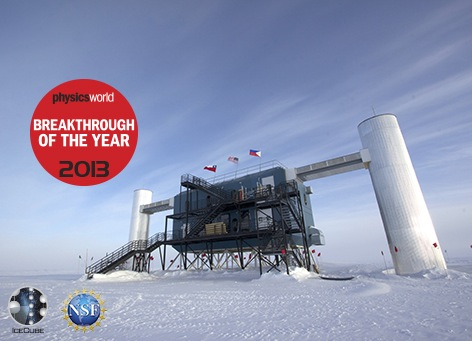 physicsworld
BREAKTHROUGH
OF THE YEAR
2013
ICECUBE
NSF